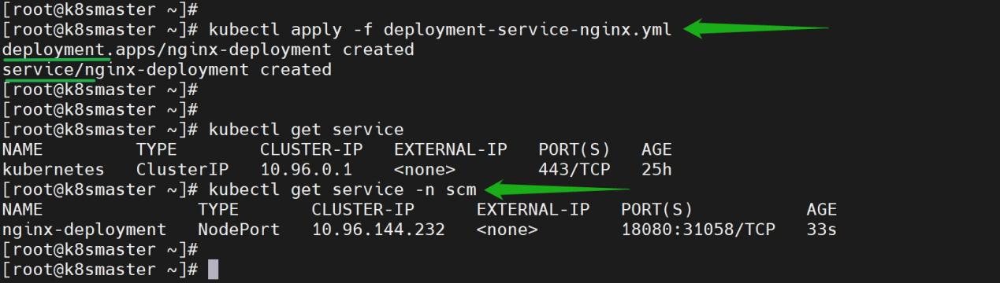 [root@k8smaster ~]#
[root@k8smaster ~]# kubectl apply -f deployment-service-nginx.yml
deployment.apps/nginx-deployment created
service/nginx-deployment created
[root@k8smaster ~]#
[root@k8smaster ~]#
[root@k8smaster ~]# kubectl get service
NAME         TYPE        CLUSTER-IP   EXTERNAL-IP   PORT(S)   AGE
kubernetes   ClusterIP   10.96.0.1    <none>        443/TCP   25h
[root@k8smaster ~]# kubectl get service -n scm
NAME               TYPE       CLUSTER-IP      EXTERNAL-IP   PORT(S)           AGE
nginx-deployment   NodePort   10.96.144.232   <none>        18080:31058/TCP   33s
[root@k8smaster ~]#
[root@k8smaster ~]#